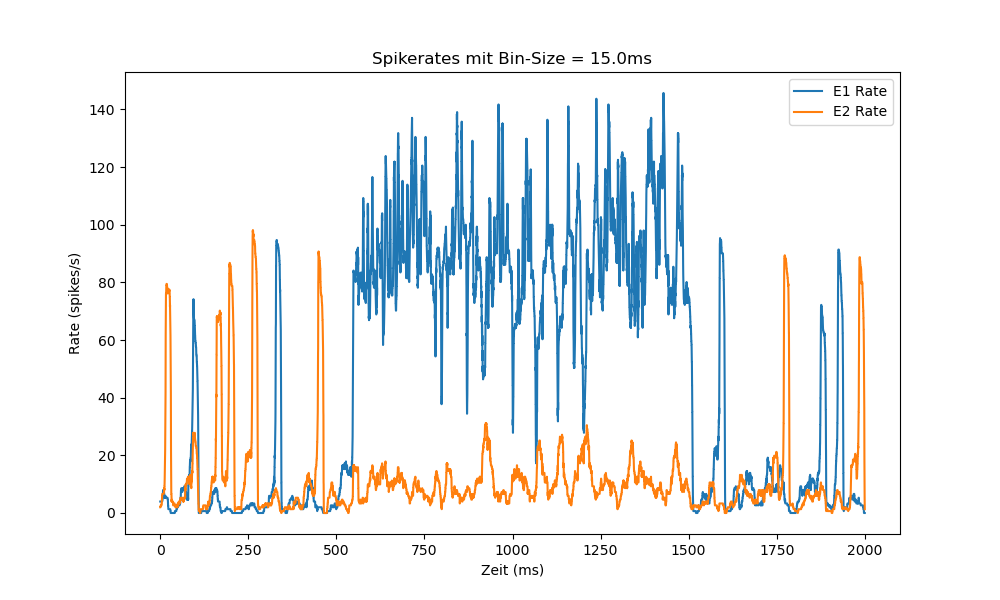 Spikerates mit Bin-Size = 15.0ms
E1 Rate
E2 Rate
140
120
100
80
60
40
20
0
Rate (spikes/s)
0 250 500 750 1000 1250 1500 1750 2000
Zeit (ms)